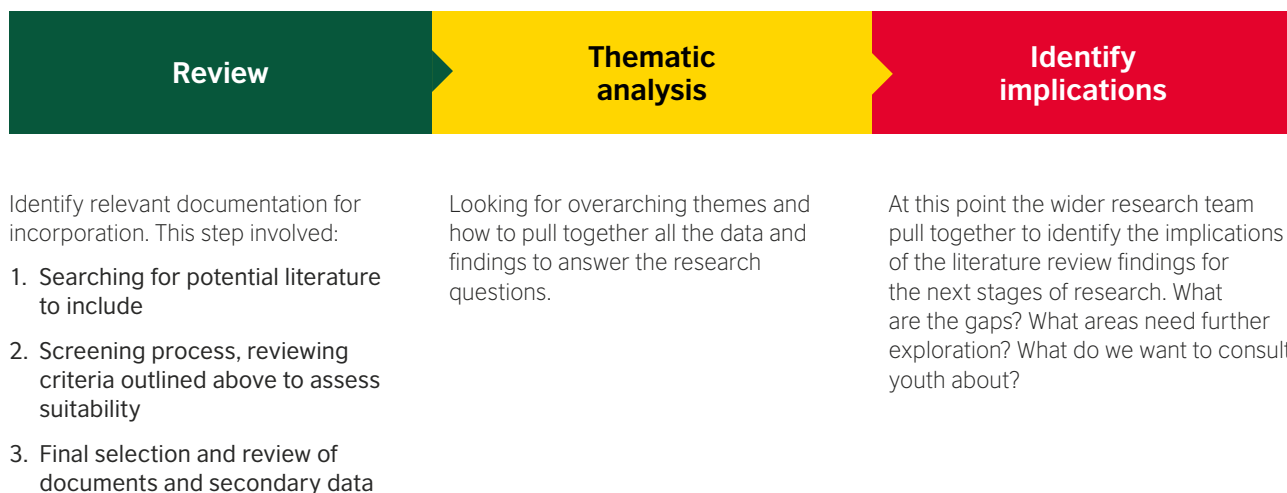 Review
Thematic
analysis
Identify
implications
Identify relevant documentation for
incorporation. This step involved:
1. Searching for potential literature
to include
2. Screening process, reviewing
criteria outlined above to assess
suitability
3. Final selection and review of
documents and secondary data
Looking for overarching themes and
how to pull together all the data and
findings to answer the research
questions.
At this point the wider research team
pull together to identify the implications
of the literature review findings for
the next stages of research. What
are the gaps? What areas need further
exploration? What do we want to consult
youth about?